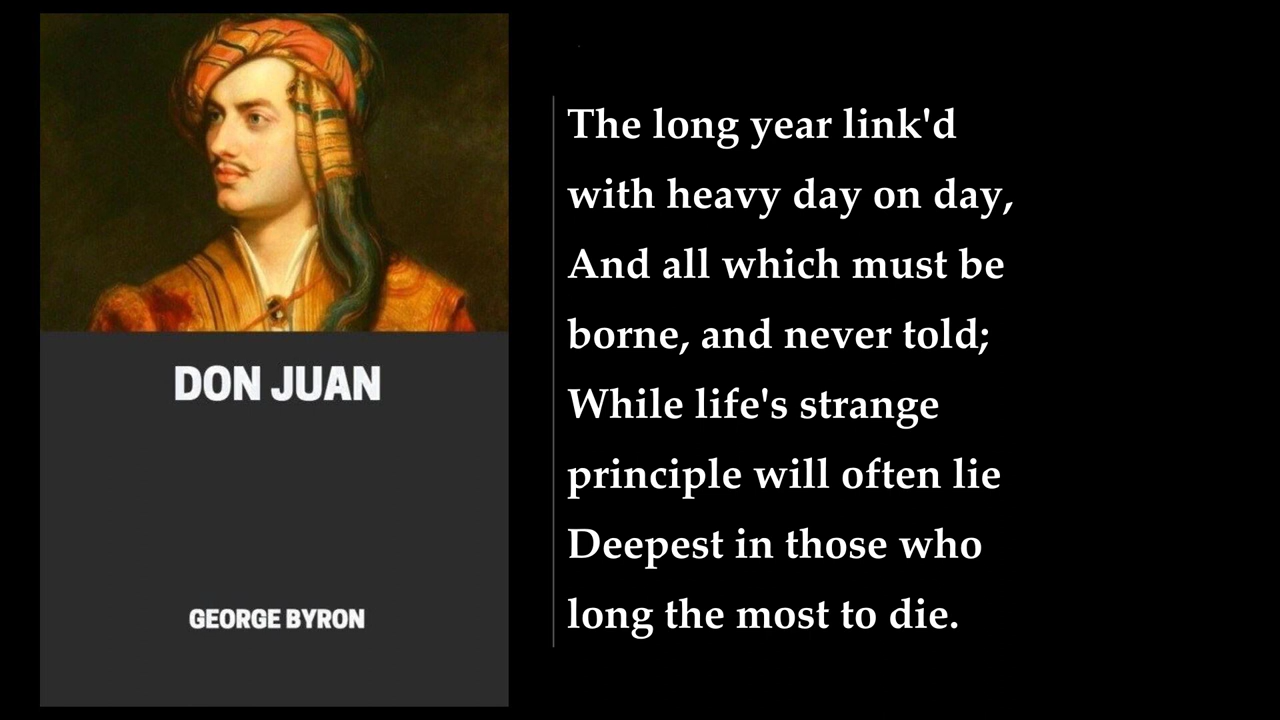 DON JUAN
GEORGE BYRON
The long year link'd
with heavy day on day,
And all which must be
borne, and never told;
While life's strange
principle will often lie
Deepest in those who
long the most to die.